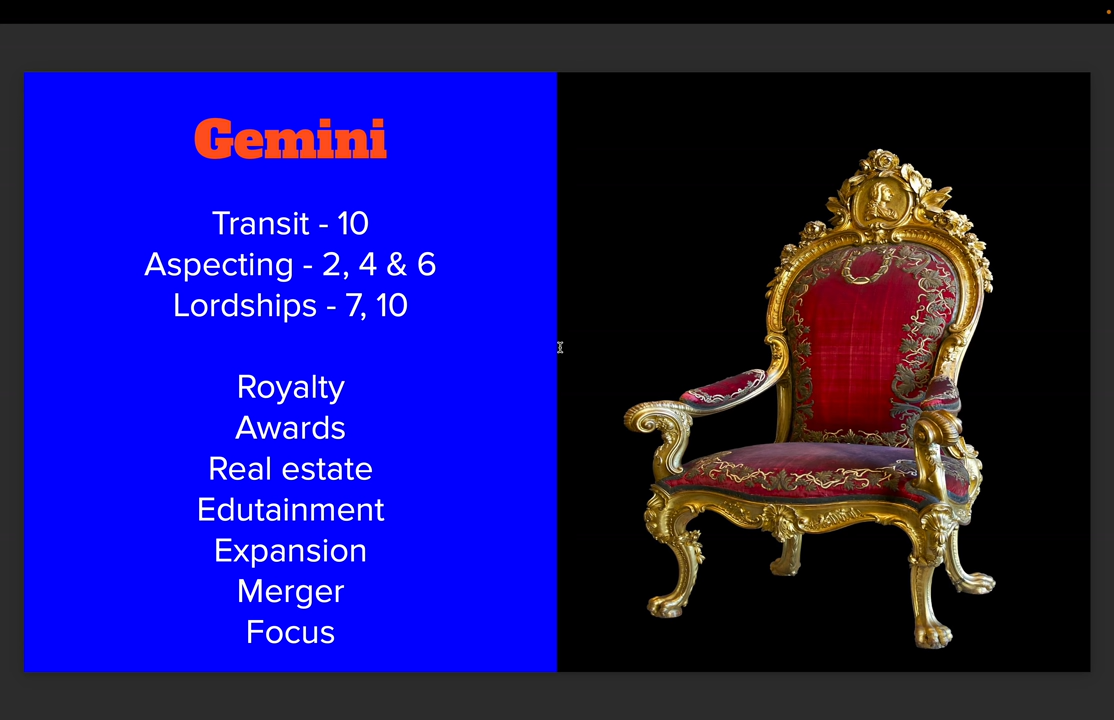 Gemini
Transit - 10
Aspecting - 2, 4 & 6
Lordships - 7, 10
Royalty
Awards
Real estate
Edutainment
Expansion
Merger
Focus